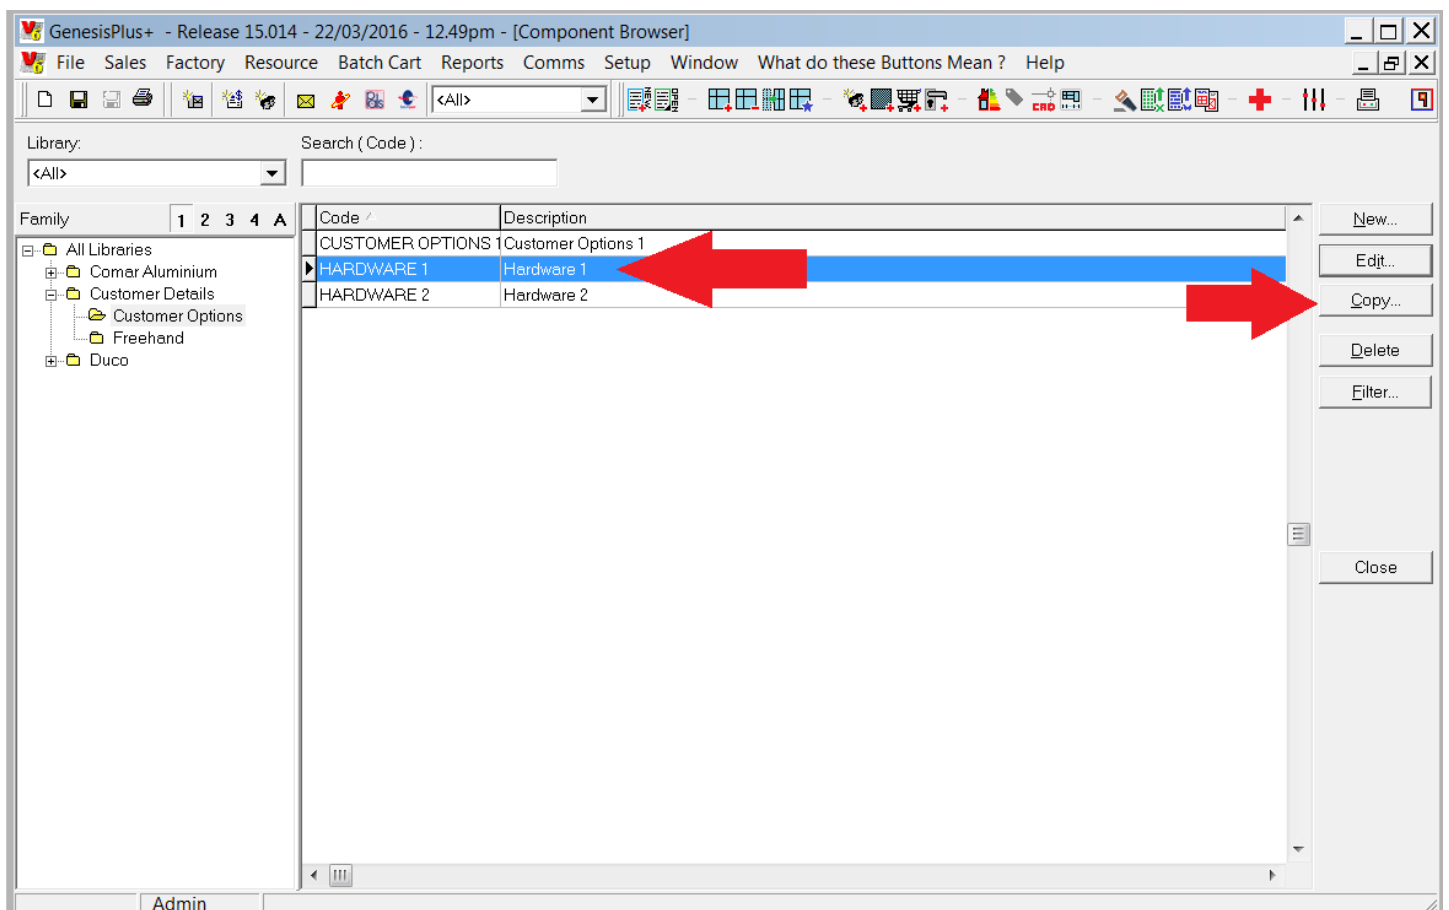 GenesisPlus+ - Release 15.014 - 22/03/2016 - 12.49pm - [Component Browser]
File Sales Factory Resource Batch Cart Reports Comms Setup Window What do these Buttons Mean ? Help
<All>
CAD
Library:
Search ( Code ) :
<All>
Family 1 2 3 4 A
Code Description
New...
All Libraries
CUSTOMER OPTIONS 1 Customer Options 1
Comar Aluminium
HARDWARE 1 Hardware 1
Edit...
Customer Details
HARDWARE 2 Hardware 2
Copy...
Customer Options
Freehand
Delete
Duco
Filter...
Close
Admin